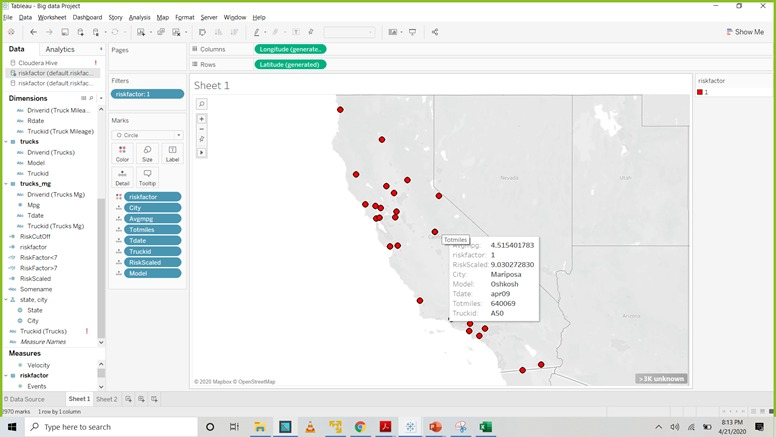 Tableau - Big data Project
File Data Worksheet Dashboard Story Analysis Map Format Server Window Help
Show Me
Data Analytics
Cloudera Hive
riskfactor (default.riskfac...
riskfactor (default.riskfac...
Dimensions
Driverid (Truck Milea...
Rdate
Truckid (Truck Mileage)
trucks
Driverid (Trucks)
Model
Truckid
trucks_mg
Driverid (Trucks Mg)
Mpg
Tdate
Truckid (Trucks Mg)
RiskCutOff
riskfactor
RiskFactor<7
RiskFactor>7
RiskScaled
Somename
state, city
State
City
Truckid (Trucks) !
Measure Names
Measures
Velocity
riskfactor
Events
Pages
Filters
riskfactor: 1
Marks
Circle
Color Size Label
Detail Tooltip
riskfactor
City
Avgmpg
Totmiles
Tdate
Truckid
RiskScaled
Model
Columns Longitude (generate..
Rows Latitude (generated)
Sheet 1
Nevada
Utah
Arizona
Totmiles
Avgmpg: 4.515401783
riskfactor: 1
RiskScaled: 9.030272830
City: Mariposa
Model: Oshkosh
Tdate: apr09
Totmiles: 640069
Truckid: A50
© 2020 Mapbox © OpenStreetMap
>3K unknown
riskfactor
1
Data Source Sheet 1 Sheet 2
2970 marks 1 row by 1 column
Type here to search
8:13 PM
4/21/2020